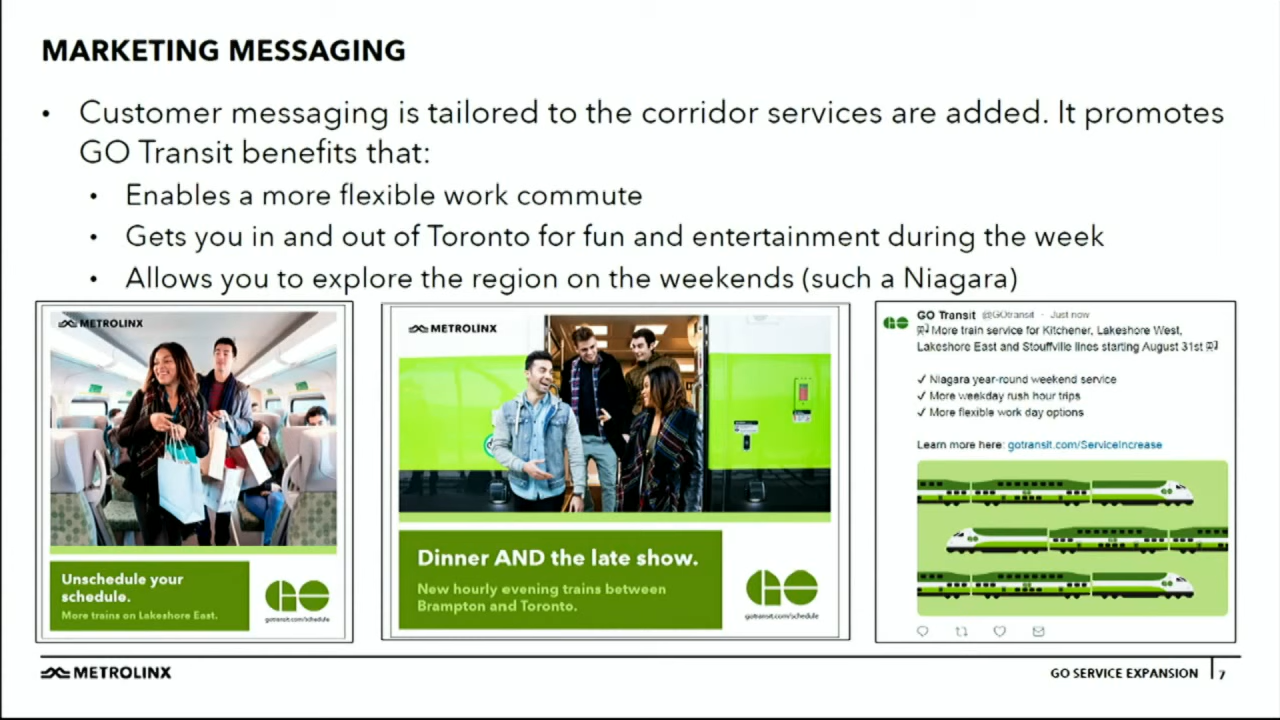 MARKETING MESSAGING
• Customer messaging is tailored to the corridor services are added. It promotes
GO Transit benefits that:
• Enables a more flexible work commute
• Gets you in and out of Toronto for fun and entertainment during the week
• Allows you to explore the region on the weekends (such a Niagara)
METROLINX
Unschedule your
schedule.
More trains on Lakeshore East.
GO
gotransit.com/schedule
METROLINX
Dinner AND the late show.
New hourly evening trains between
Brampton and Toronto.
GO
gotransit.com/schedule
GO
GO Transit @GOtransit · Just now
More train service for Kitchener, Lakeshore West,
Lakeshore East and Stouffville lines starting August 31st
✓ Niagara year-round weekend service
✓ More weekday rush hour trips
✓ More flexible work day options
Learn more here: gotransit.com/ServiceIncrease
METROLINX
GO SERVICE EXPANSION 7